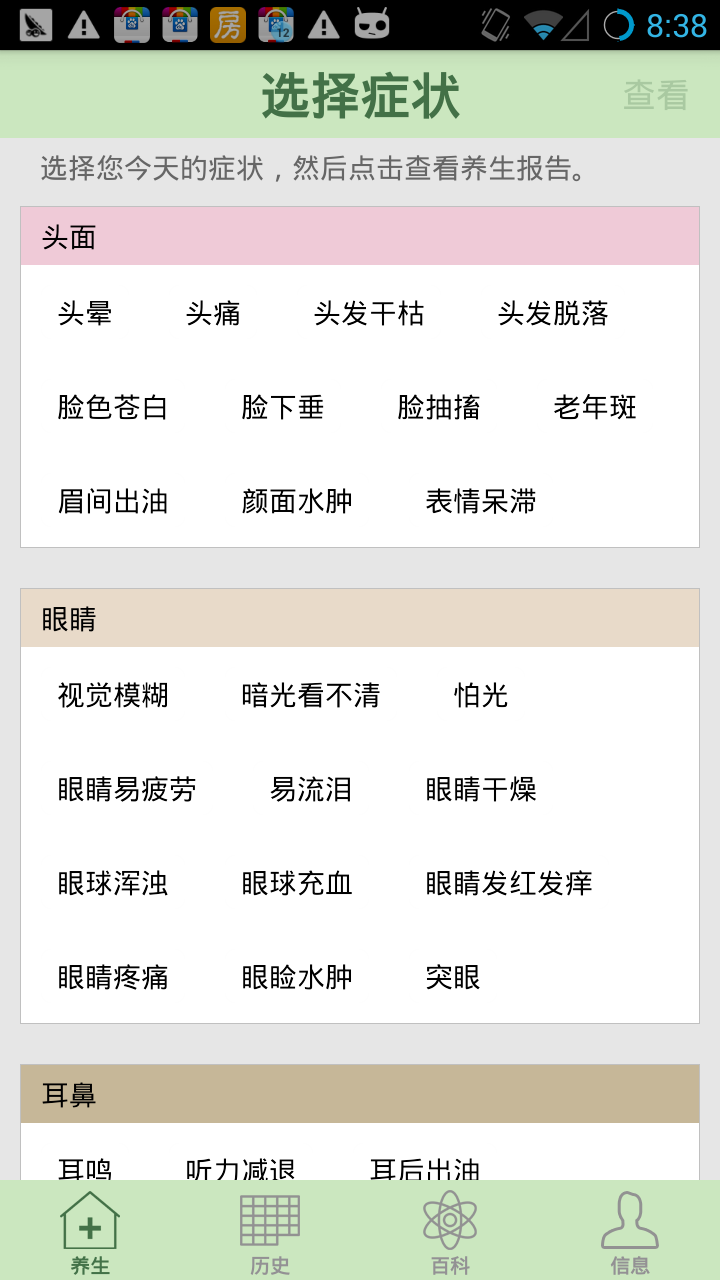 房
12
8:38
选择症状 查看
选择您今天的症状，然后点击查看养生报告。
头面
头晕 头痛 头发干枯 头发脱落
脸色苍白 脸下垂 脸抽搐 老年斑
眉间出油 颜面水肿 表情呆滞
眼睛
视觉模糊 暗光看不清 怕光
眼睛易疲劳 易流泪 眼睛干燥
眼球浑浊 眼球充血 眼睛发红发痒
眼睛疼痛 眼睑水肿 突眼
耳鼻
耳鸣 听力减退 耳后出油
养生 历史 百科 信息